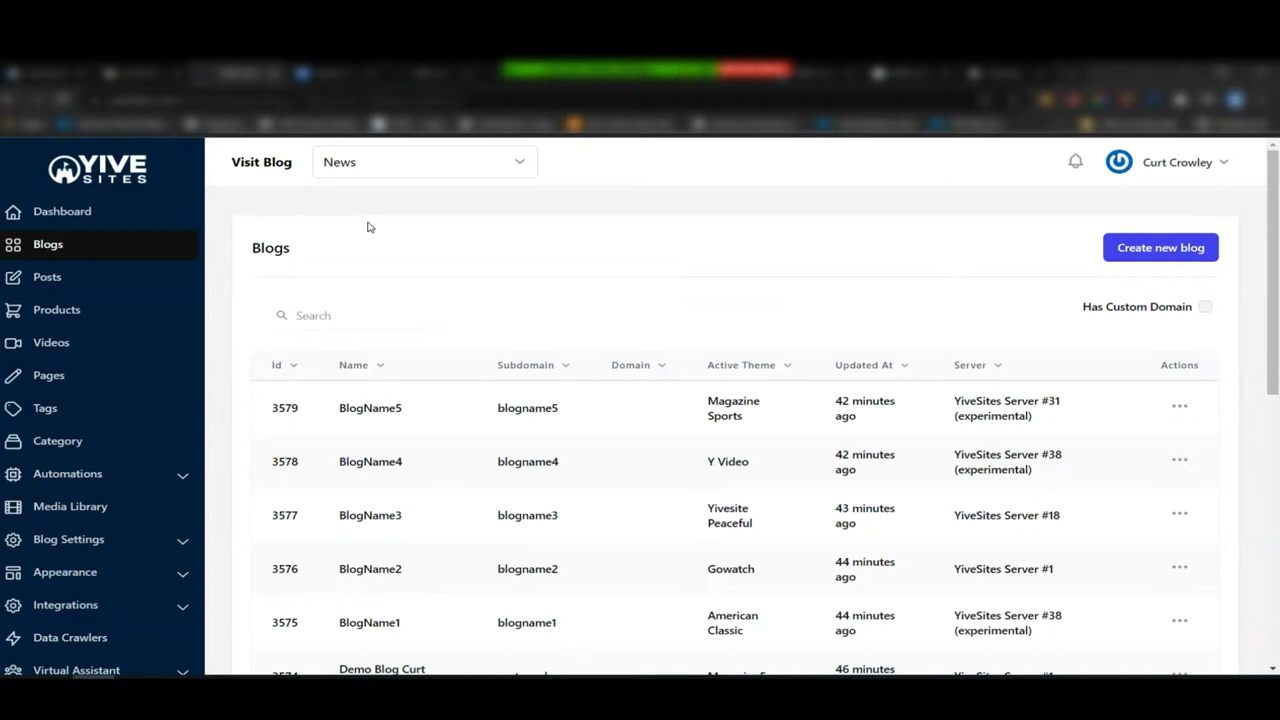 YIVE
SITES
Visit Blog
News
Curt Crowley
Dashboard
Blogs
Posts
Products
Videos
Pages
Tags
Category
Automations
Media Library
Blog Settings
Appearance
Integrations
Data Crawlers
Virtual Assistant
Blogs
Create new blog
Search
Has Custom Domain
Id Name Subdomain Domain Active Theme Updated At Server Actions
3579 BlogName5 blogname5 Magazine Sports 42 minutes ago YiveSites Server #31 (experimental)
3578 BlogName4 blogname4 Y Video 42 minutes ago YiveSites Server #38 (experimental)
3577 BlogName3 blogname3 Yivesite Peaceful 43 minutes ago YiveSites Server #18
3576 BlogName2 blogname2 Gowatch 44 minutes ago YiveSites Server #1
3575 BlogName1 blogname1 American Classic 44 minutes ago YiveSites Server #38 (experimental)
Demo Blog Curt 46 minutes